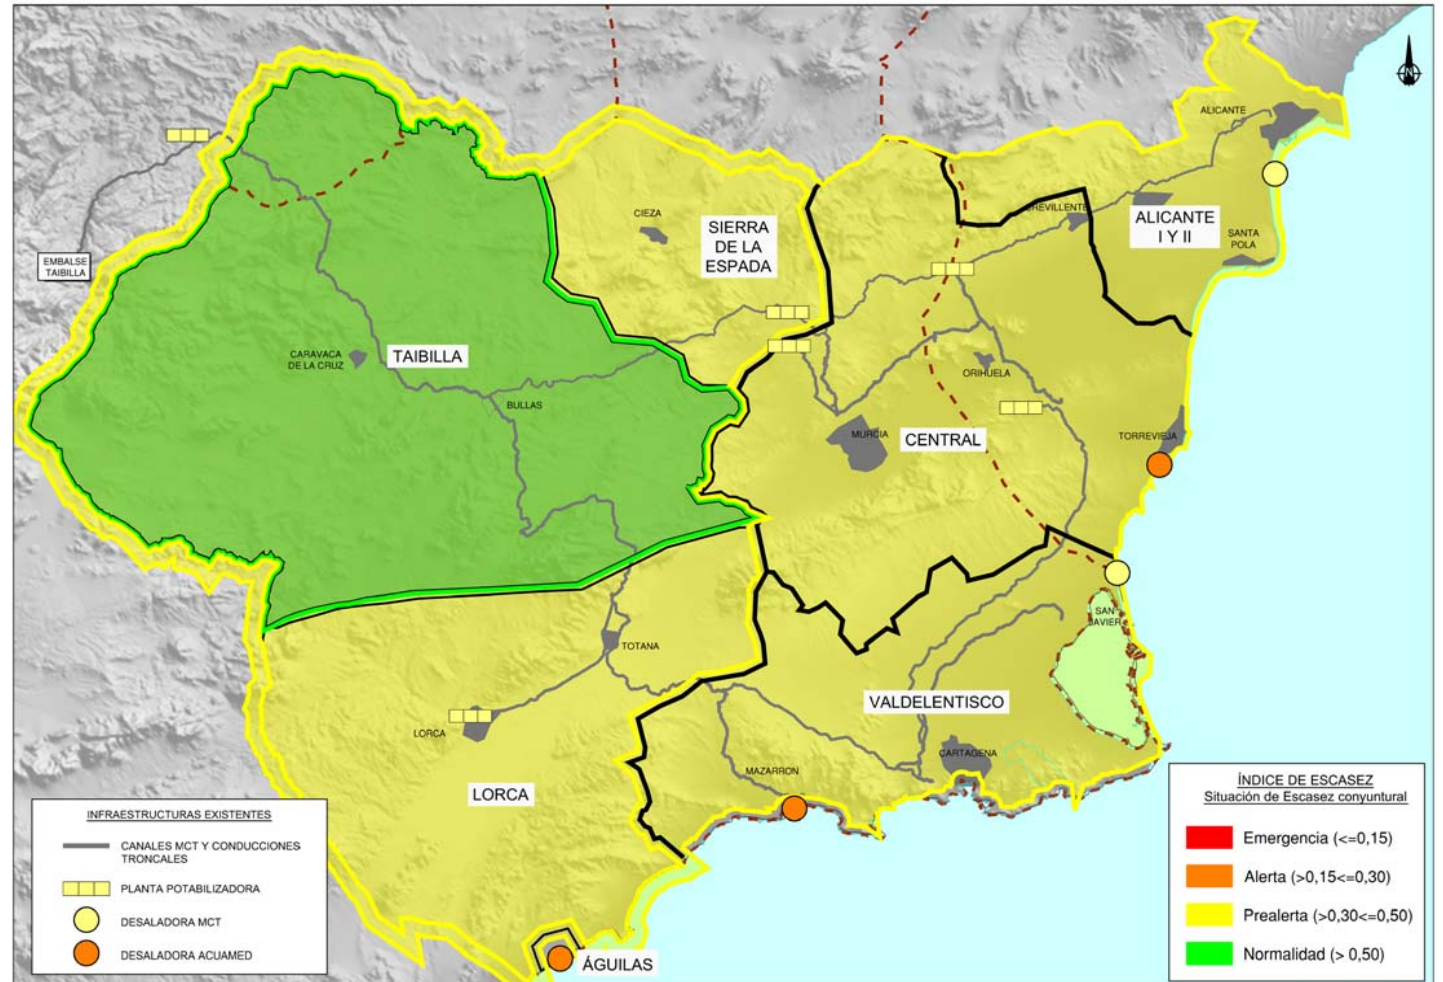 ALICANTE
CIEZA
SIERRA
DE LA
ESPADA
CREVILLENTE
ALICANTE
I Y II
SANTA
POLA
EMBALSE
TAIBILLA
CARAVACA
DE LA CRUZ
TAIBILLA
BULLAS
ORIHUELA
MURCIA
CENTRAL
TORREVIEJA
SAN
JAVIER
TOTANA
VALDELENTISCO
LORCA
CARTAGENA
MAZARRON
LORCA
ÁGUILAS
INFRAESTRUCTURAS EXISTENTES
CANALES MCT Y CONDUCCIONES
TRONCALES
PLANTA POTABILIZADORA
DESALADORA MCT
DESALADORA ACUAMED
ÍNDICE DE ESCASEZ
Situación de Escasez conyuntural
Emergencia (<=0,15)
Alerta (>0,15<=0,30)
Prealerta (>0,30<=0,50)
Normalidad (> 0,50)
N